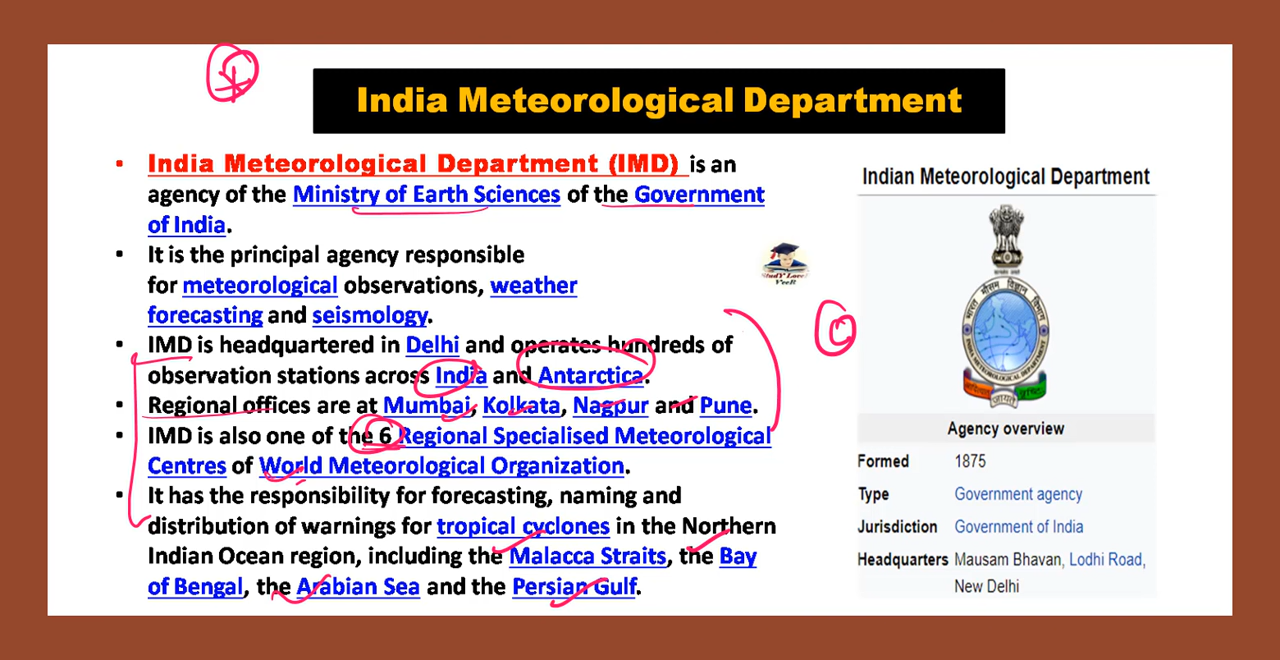 India Meteorological Department
India Meteorological Department (IMD) is an
agency of the Ministry of Earth Sciences of the Government
of India.
It is the principal agency responsible
for meteorological observations, weather
forecasting and seismology.
IMD is headquartered in Delhi and operates hundreds of
observation stations across India and Antarctica.
Regional offices are at Mumbai, Kolkata, Nagpur and Pune.
IMD is also one of the 6 Regional Specialised Meteorological
Centres of World Meteorological Organization.
It has the responsibility for forecasting, naming and
distribution of warnings for tropical cyclones in the Northern
Indian Ocean region, including the Malacca Straits, the Bay
of Bengal, the Arabian Sea and the Persian Gulf.
Indian Meteorological Department
Agency overview
Formed 1875
Type Government agency
Jurisdiction Government of India
Headquarters Mausam Bhavan, Lodhi Road,
New Delhi